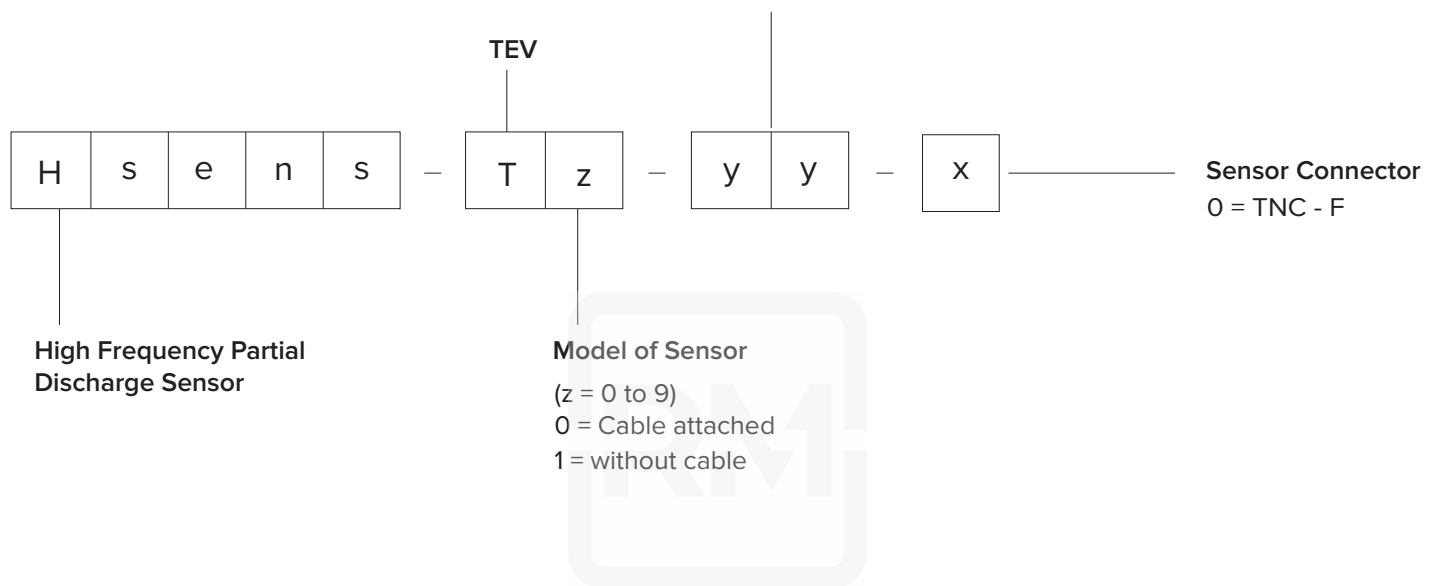 TEV
H s e n s – T z – y y – x
Sensor Connector
0 = TNC - F
High Frequency Partial
Discharge Sensor
Model of Sensor
(z = 0 to 9)
0 = Cable attached
1 = without cable
RM